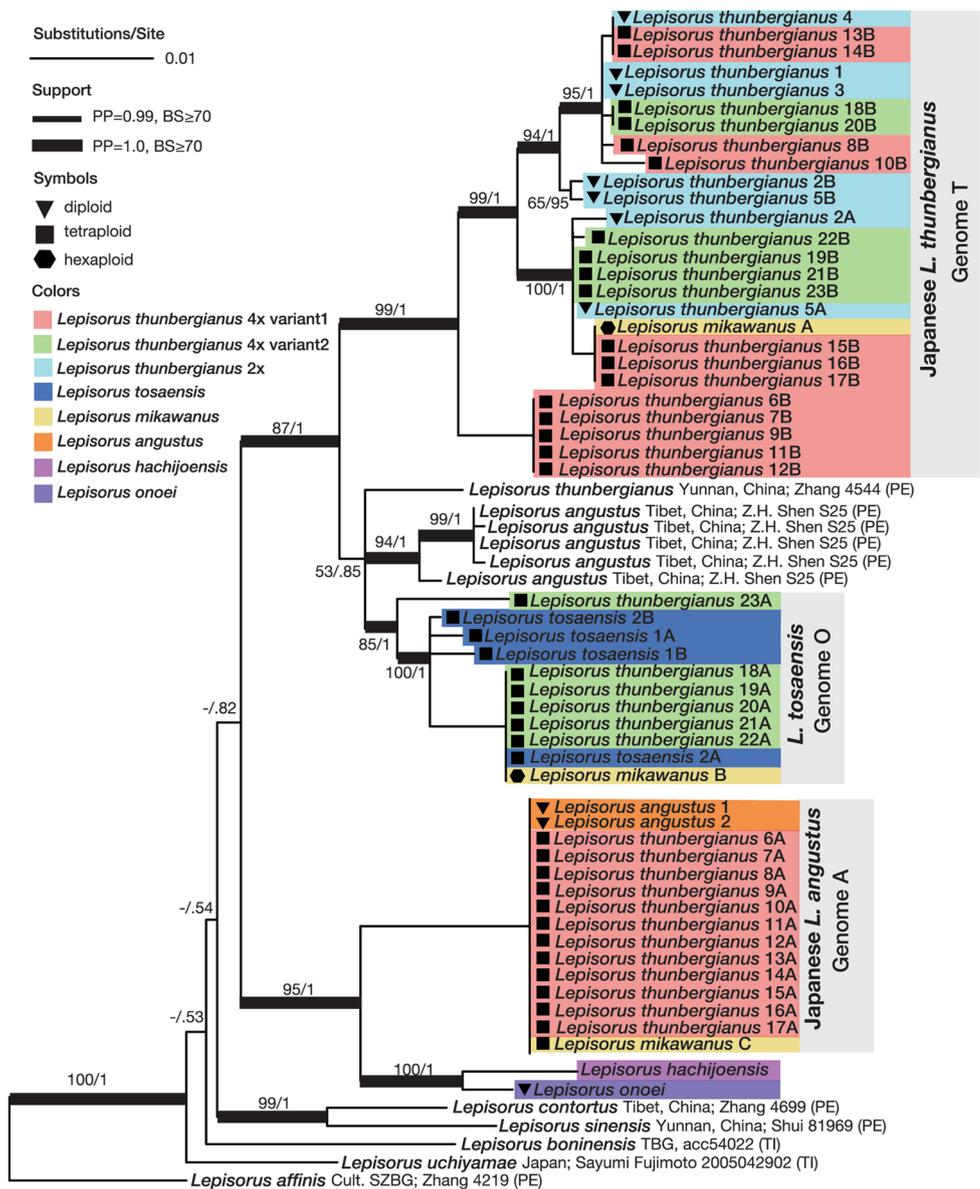 Substitutions/Site
0.01
Support
PP=0.99, BS≥70
PP=1.0, BS≥70
Symbols
diploid
tetraploid
hexaploid
Colors
Lepisorus thunbergianus 4x variant1
Lepisorus thunbergianus 4x variant2
Lepisorus thunbergianus 2x
Lepisorus tosaensis
Lepisorus mikawanus
Lepisorus angustus
Lepisorus hachijoensis
Lepisorus onoei
Lepisorus thunbergianus 4
Lepisorus thunbergianus 13B
Lepisorus thunbergianus 14B
Lepisorus thunbergianus 1
Lepisorus thunbergianus 3
95/1
Lepisorus thunbergianus 18B
Lepisorus thunbergianus 20B
94/1
Lepisorus thunbergianus 8B
Lepisorus thunbergianus 10B
Lepisorus thunbergianus 2B
65/95
Lepisorus thunbergianus 5B
99/1
Lepisorus thunbergianus 2A
Lepisorus thunbergianus 22B
Lepisorus thunbergianus 19B
Lepisorus thunbergianus 21B
100/1
Lepisorus thunbergianus 23B
Lepisorus thunbergianus 5A
99/1
Lepisorus mikawanus A
Lepisorus thunbergianus 15B
Lepisorus thunbergianus 16B
Lepisorus thunbergianus 17B
Lepisorus thunbergianus 6B
Lepisorus thunbergianus 7B
87/1
Lepisorus thunbergianus 9B
Lepisorus thunbergianus 11B
Lepisorus thunbergianus 12B
Japanese L. thunbergianus
Genome T
Lepisorus thunbergianus Yunnan, China; Zhang 4544 (PE)
Lepisorus angustus Tibet, China; Z.H. Shen S25 (PE)
99/1
Lepisorus angustus Tibet, China; Z.H. Shen S25 (PE)
94/1
Lepisorus angustus Tibet, China; Z.H. Shen S25 (PE)
Lepisorus angustus Tibet, China; Z.H. Shen S25 (PE)
53/.85
Lepisorus angustus Tibet, China; Z.H. Shen S25 (PE)
Lepisorus thunbergianus 23A
Lepisorus tosaensis 2B
85/1
Lepisorus tosaensis 1A
Lepisorus tosaensis 1B
100/1
Lepisorus thunbergianus 18A
Lepisorus thunbergianus 19A
Lepisorus thunbergianus 20A
-/.82
Lepisorus thunbergianus 21A
Lepisorus thunbergianus 22A
Lepisorus tosaensis 2A
Lepisorus mikawanus B
L. tosaensis
Genome O
Lepisorus angustus 1
Lepisorus angustus 2
Lepisorus thunbergianus 6A
Lepisorus thunbergianus 7A
Lepisorus thunbergianus 8A
Lepisorus thunbergianus 9A
-/.54
Lepisorus thunbergianus 10A
Lepisorus thunbergianus 11A
Lepisorus thunbergianus 12A
Lepisorus thunbergianus 13A
Lepisorus thunbergianus 14A
95/1
Lepisorus thunbergianus 15A
Lepisorus thunbergianus 16A
-/.53
Lepisorus thunbergianus 17A
Lepisorus mikawanus C
Japanese L. angustus
Genome A
100/1
Lepisorus hachijoensis
100/1
Lepisorus onoei
99/1
Lepisorus contortus Tibet, China; Zhang 4699 (PE)
Lepisorus sinensis Yunnan, China; Shui 81969 (PE)
Lepisorus boninensis TBG, acc54022 (TI)
Lepisorus uchiyamae Japan; Sayumi Fujimoto 2005042902 (TI)
Lepisorus affinis Cult. SZBG; Zhang 4219 (PE)